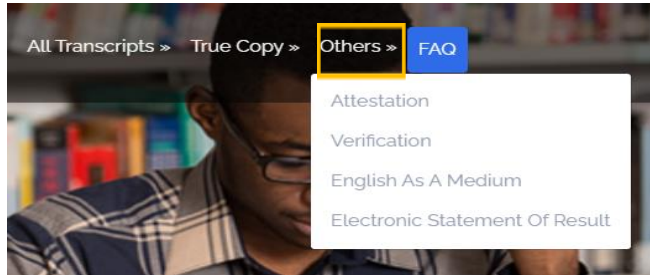 All Transcripts » True Copy » Others » FAQ
Attestation
Verification
English As A Medium
Electronic Statement Of Result